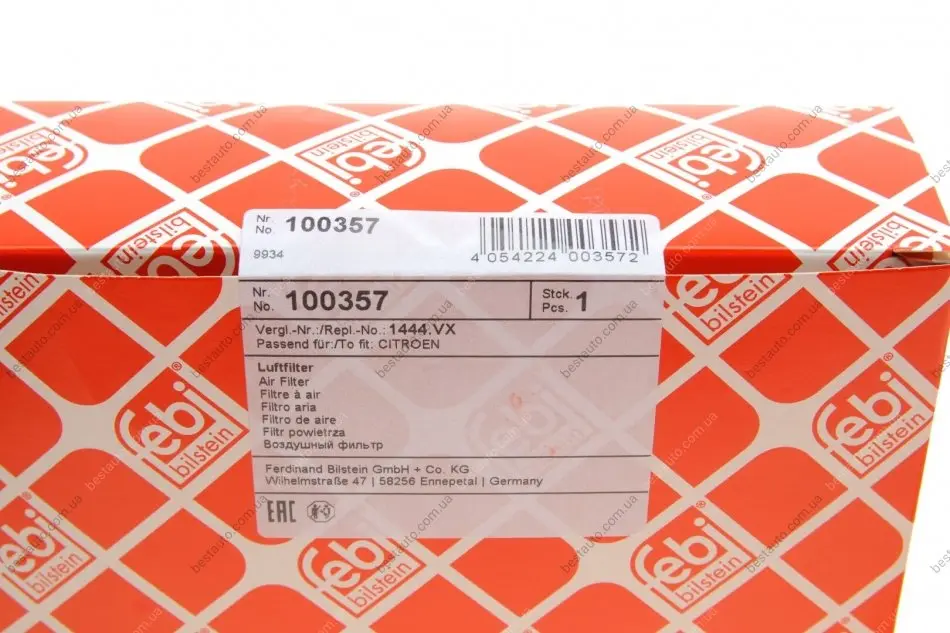 Nr.
No. 100357
9934
4 054224 003572
Nr.
No. 100357
Stck.
Pcs. 1
Vergl.-Nr.:/Repl.-No.: 1444.VX
Passend für:/To fit: CITROEN
Luftfilter
Air Filter
Filtre à air
Filtro aria
Filtro de aire
Filtr powietrza
Воздушный фильтр
Ferdinand Bilstein GmbH + Co. KG
Wilhelmstraße 47 | 58256 Ennepetal | Germany
EAC
febi
bilstein
bestauto.com.ua